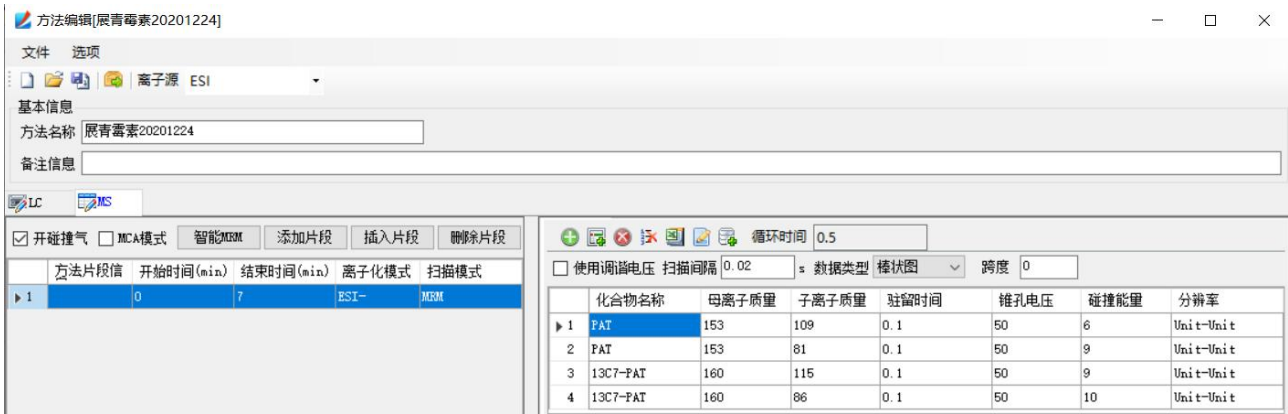 方法编辑[展青霉素20201224]
文件 选项
离子源 ESI
基本信息
方法名称 展青霉素20201224
备注信息
LC MS
开碰撞气 MCA模式 智能MRM 添加片段 插入片段 删除片段
方法片段信 开始时间(min) 结束时间(min) 离子化模式 扫描模式
1 0 7 ESI- MRM
循环时间 0.5
使用调谐电压 扫描间隔 0.02 s 数据类型 棒状图 跨度 0
化合物名称 母离子质量 子离子质量 驻留时间 锥孔电压 碰撞能量 分辨率
1 PAT 153 109 0.1 50 6 Unit-Unit
2 PAT 153 81 0.1 50 9 Unit-Unit
3 13C7-PAT 160 115 0.1 50 9 Unit-Unit
4 13C7-PAT 160 86 0.1 50 10 Unit-Unit